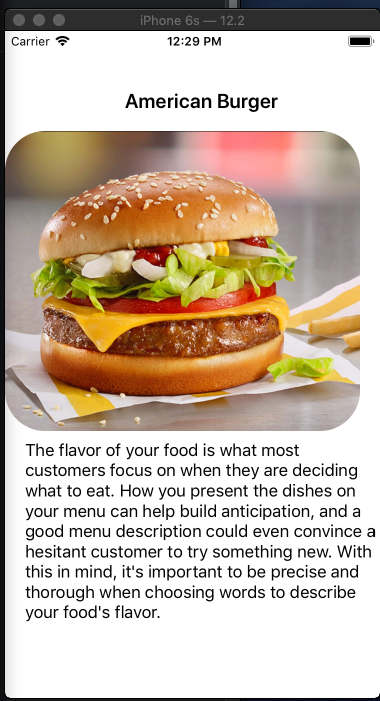 iPhone 6s — 12.2
Carrier 12:29 PM
American Burger
The flavor of your food is what most
customers focus on when they are deciding
what to eat. How you present the dishes on
your menu can help build anticipation, and a
good menu description could even convince a
hesitant customer to try something new. With
this in mind, it's important to be precise and
thorough when choosing words to describe
your food's flavor.